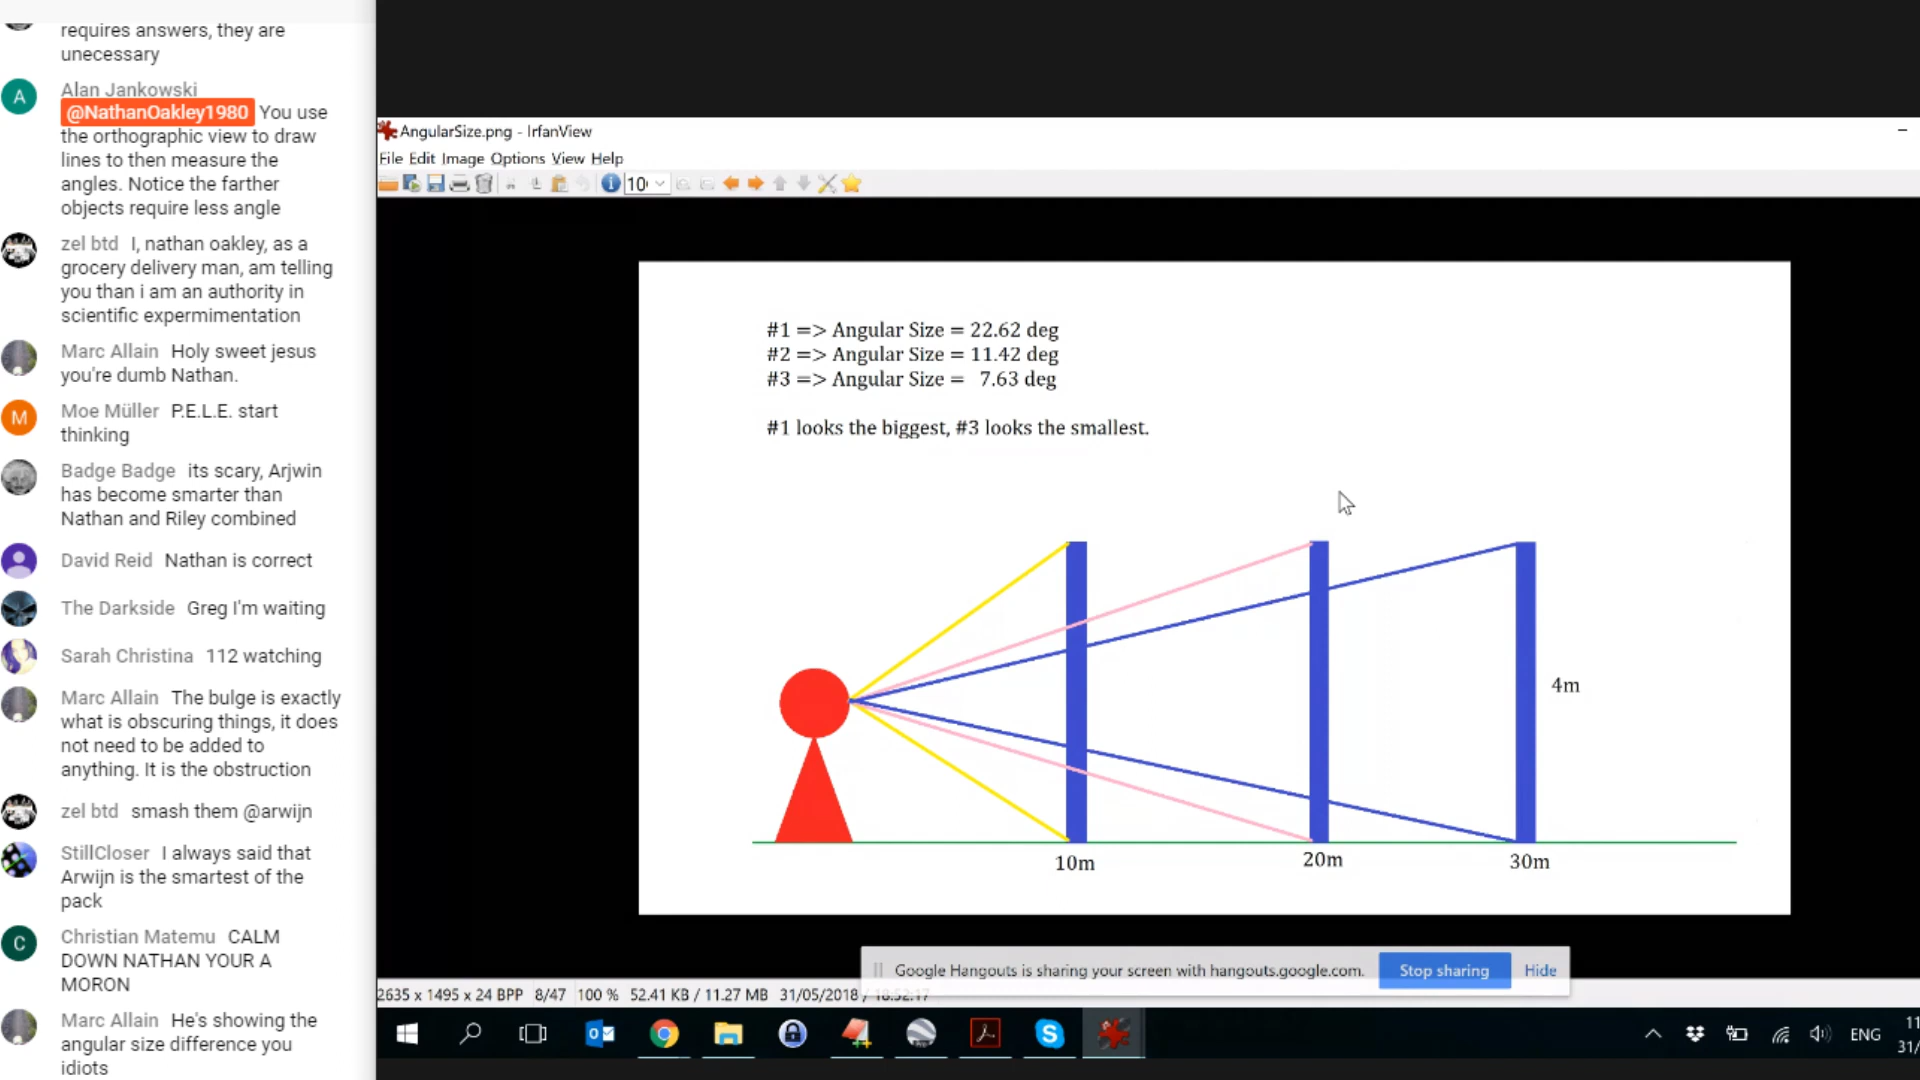 requires answers, they are
unecessary
A
Alan Jankowski
@NathanOakley1980 You use
the orthographic view to draw
lines to then measure the
angles. Notice the farther
objects require less angle
zel btd I, nathan oakley, as a
grocery delivery man, am telling
you than i am an authority in
scientific expermimentation
Marc Allain Holy sweet jesus
you're dumb Nathan.
M
Moe Müller P.E.L.E. start
thinking
Badge Badge its scary, Arjwin
has become smarter than
Nathan and Riley combined
David Reid Nathan is correct
The Darkside Greg I'm waiting
Sarah Christina 112 watching
Marc Allain The bulge is exactly
what is obscuring things, it does
not need to be added to
anything. It is the obstruction
zel btd smash them @arwijn
StillCloser I always said that
Arwijn is the smartest of the
pack
C
Christian Matemu CALM
DOWN NATHAN YOUR A
MORON
Marc Allain He's showing the
angular size difference you
idiots
AngularSize.png - IrfanView
File Edit Image Options View Help
#1 => Angular Size = 22.62 deg
#2 => Angular Size = 11.42 deg
#3 => Angular Size = 7.63 deg
#1 looks the biggest, #3 looks the smallest.
4m
10m
20m
30m
Google Hangouts is sharing your screen with hangouts.google.com.
Stop sharing
Hide
2635 x 1495 x 24 BPP 8/47 100 % 52.41 KB / 11.27 MB 31/05/2018 / 18:52:17
ENG